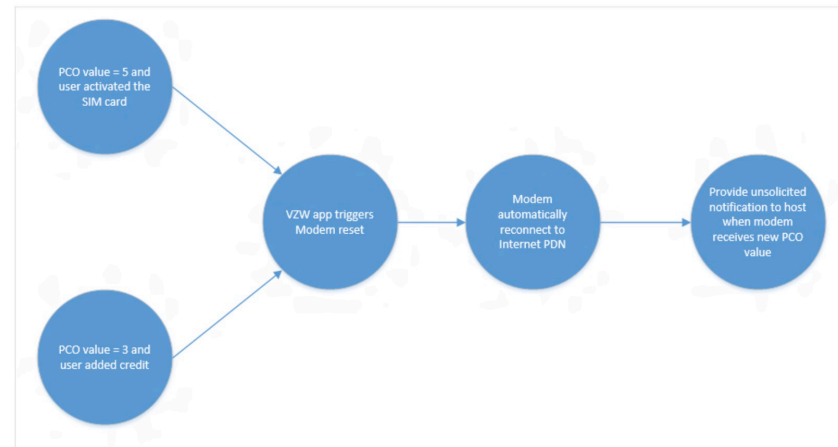 PCO value = 5 and
user activated the
SIM card
VZW app triggers
Modem reset
Modem
automatically
reconnect to
Internet PDN
Provide unsolicited
notification to host
when modem
receives new PCO
value
PCO value = 3 and
user added credit